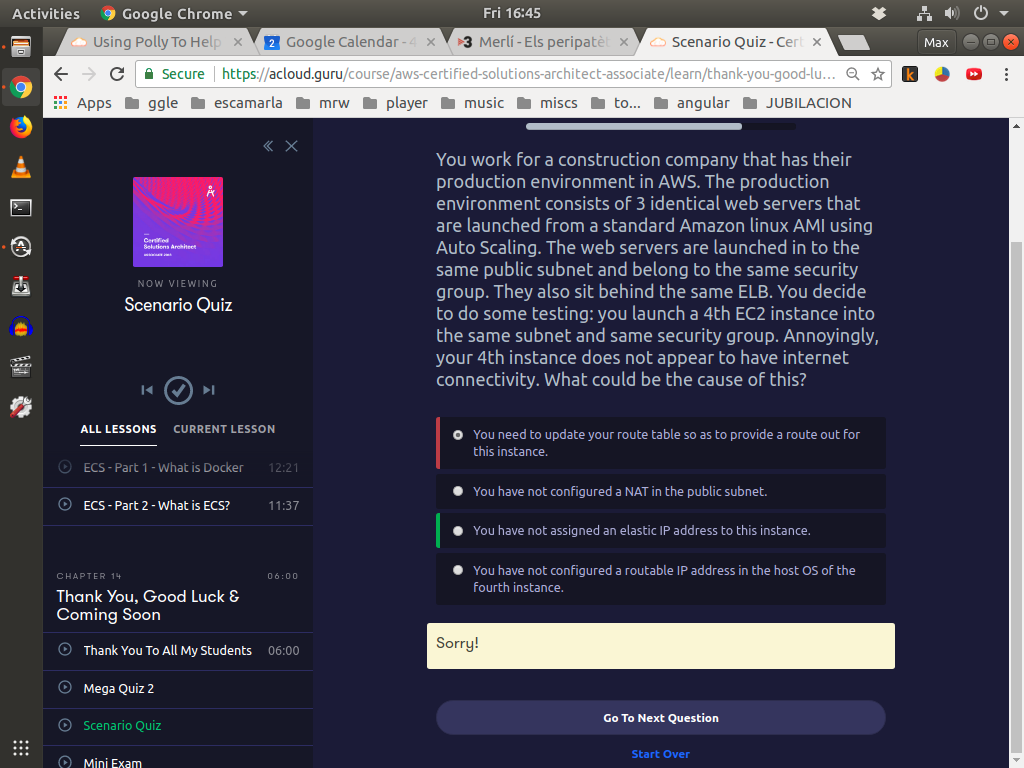 Activities
Google Chrome
Fri 16:45
Using Polly To Help
Google Calendar - 4
Merlí - Els peripatèt
Scenario Quiz - Cert
Max
Secure
https://acloud.guru/course/aws-certified-solutions-architect-associate/learn/thank-you-good-lu...
Apps
ggle
escamarla
mrw
player
music
miscs
to...
angular
JUBILACION
Certified
Solutions Architect
NOW VIEWING
Scenario Quiz
ALL LESSONS
CURRENT LESSON
ECS - Part 1 - What is Docker 12:21
ECS - Part 2 - What is ECS? 11:37
CHAPTER 14 06:00
Thank You, Good Luck &
Coming Soon
Thank You To All My Students 06:00
Mega Quiz 2
Scenario Quiz
Mini Exam
You work for a construction company that has their
production environment in AWS. The production
environment consists of 3 identical web servers that
are launched from a standard Amazon linux AMI using
Auto Scaling. The web servers are launched in to the
same public subnet and belong to the same security
group. They also sit behind the same ELB. You decide
to do some testing: you launch a 4th EC2 instance into
the same subnet and same security group. Annoyingly,
your 4th instance does not appear to have internet
connectivity. What could be the cause of this?
You need to update your route table so as to provide a route out for
this instance.
You have not configured a NAT in the public subnet.
You have not assigned an elastic IP address to this instance.
You have not configured a routable IP address in the host OS of the
fourth instance.
Sorry!
Go To Next Question
Start Over